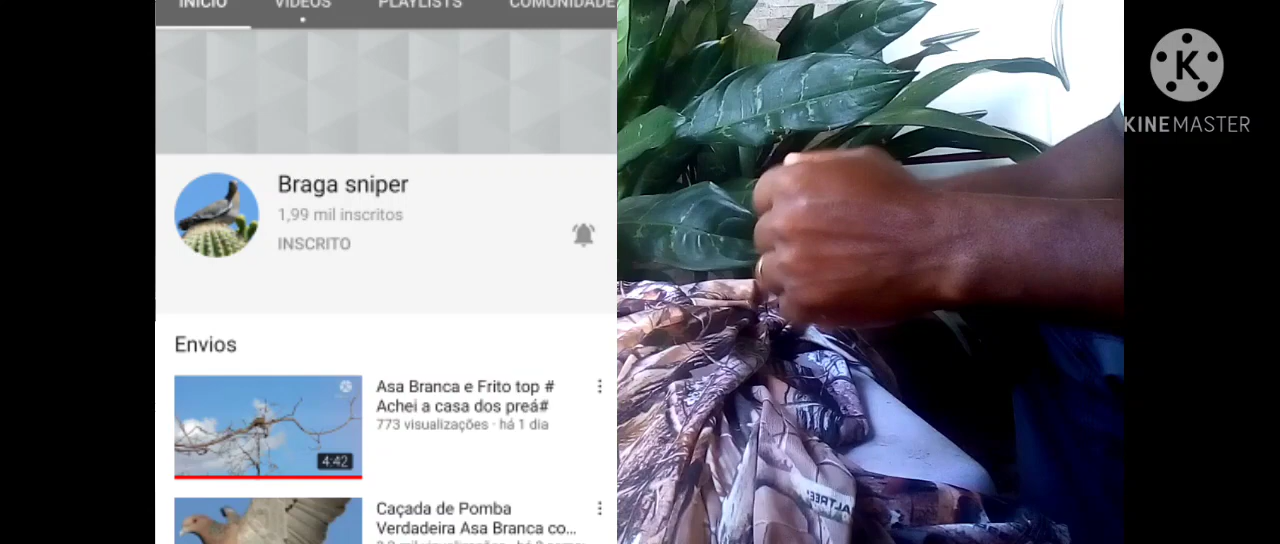 INÍCIO VÍDEOS PLAYLISTS COMUNIDADE
Braga sniper
1,99 mil inscritos
INSCRITO
Envios
Asa Branca e Frito top #
Achei a casa dos preá#
773 visualizações · há 1 dia
4:42
Caçada de Pomba
Verdadeira Asa Branca co...
K
KINEMASTER